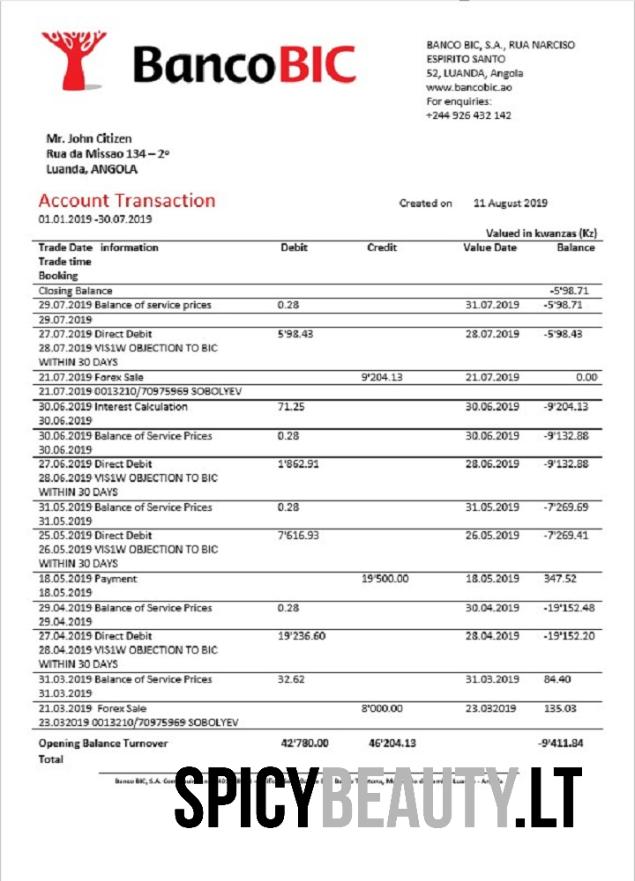 BancoBIC
BANCO BIC, S.A., RUA NARCISO
ESPIRITO SANTO
52, LUANDA, Angola
www.bancobic.ao
For enquiries:
+244 926 432 142
Mr. John Citizen
Rua da Missao 134 – 2º
Luanda, ANGOLA
Account Transaction
Created on 11 August 2019
01.01.2019 -30.07.2019
Valued in kwanzas (Kz)
Trade Date information Debit Credit Value Date Balance
Trade time
Booking
Closing Balance -5'98.71
29.07.2019 Balance of service prices 0.28 31.07.2019 -5'98.71
29.07.2019
27.07.2019 Direct Debit 5'98.43 28.07.2019 -5'98.43
28.07.2019 VIS1W OBJECTION TO BIC
WITHIN 30 DAYS
21.07.2019 Forex Sale 9'204.13 21.07.2019 0.00
21.07.2019 0013210/70975969 SOBOLYEV
30.06.2019 Interest Calculation 71.25 30.06.2019 -9'204.13
30.06.2019
30.06.2019 Balance of Service Prices 0.28 30.06.2019 -9'132.88
30.06.2019
27.06.2019 Direct Debit 1'862.91 28.06.2019 -9'132.88
28.06.2019 VIS1W OBJECTION TO BIC
WITHIN 30 DAYS
31.05.2019 Balance of Service Prices 0.28 31.05.2019 -7'269.69
31.05.2019
25.05.2019 Direct Debit 7'616.93 26.05.2019 -7'269.41
26.05.2019 VIS1W OBJECTION TO BIC
WITHIN 30 DAYS
18.05.2019 Payment 19'500.00 18.05.2019 347.52
18.05.2019
29.04.2019 Balance of Service Prices 0.28 30.04.2019 -19'152.48
29.04.2019
27.04.2019 Direct Debit 19'236.60 28.04.2019 -19'152.20
28.04.2019 VIS1W OBJECTION TO BIC
WITHIN 30 DAYS
31.03.2019 Balance of Service Prices 32.62 31.03.2019 84.40
31.03.2019
21.03.2019 Forex Sale 8'000.00 23.032019 135.03
23.032019 0013210/70975969 SOBOLYEV
Opening Balance Turnover 42'780.00 46'204.13 -9'411.84
Total
Banco BIC, S.A.
SPICYBEAUTY.LT